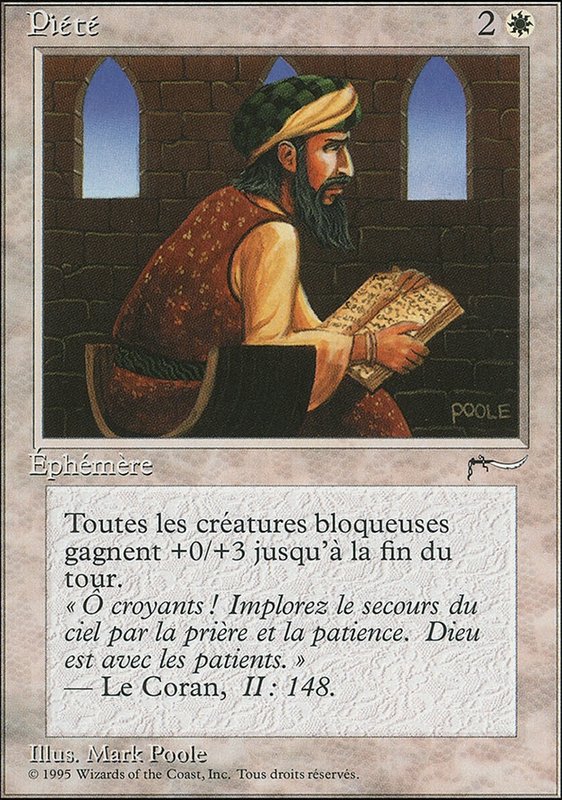 Piété
2
POOLE
Éphémère
Toutes les créatures bloqueuses
gagnent +0/+3 jusqu'à la fin du
tour.
« Ô croyants ! Implorez le secours du
ciel par la prière et la patience. Dieu
est avec les patients. »
— Le Coran, II : 148.
Illus. Mark Poole
© 1995 Wizards of the Coast, Inc. Tous droits réservés.